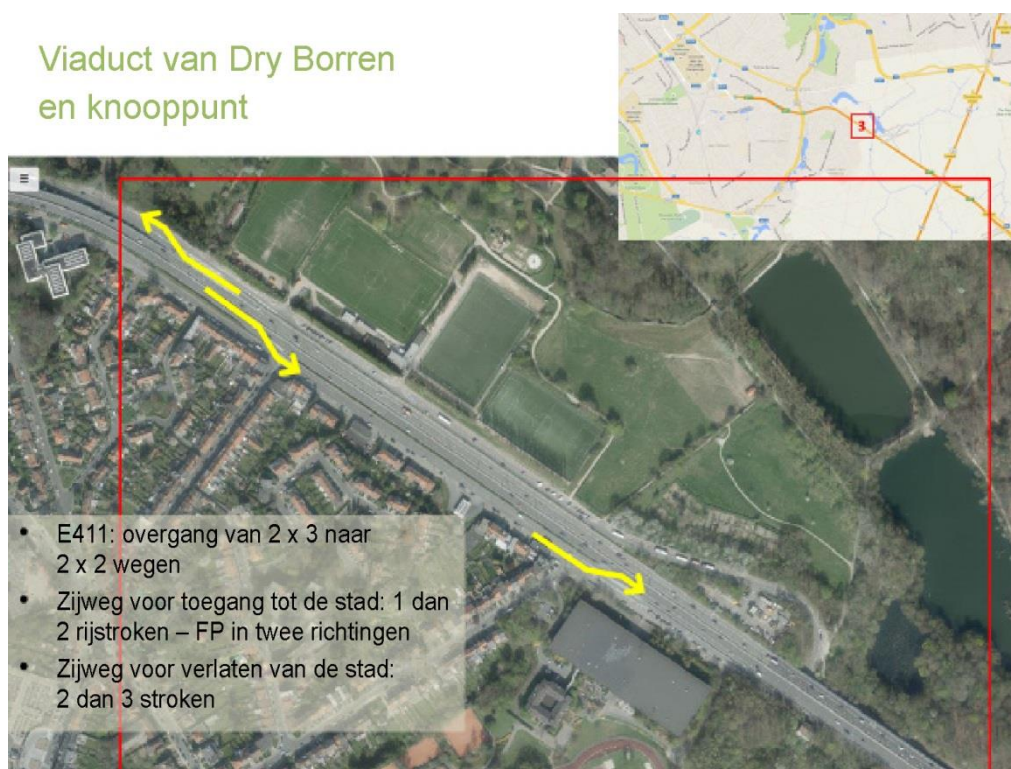 Viaduct van Dry Borren
en knooppunt
3
• E411: overgang van 2 x 3 naar
2 x 2 wegen
• Zijweg voor toegang tot de stad: 1 dan
2 rijstroken – FP in twee richtingen
• Zijweg voor verlaten van de stad:
2 dan 3 stroken